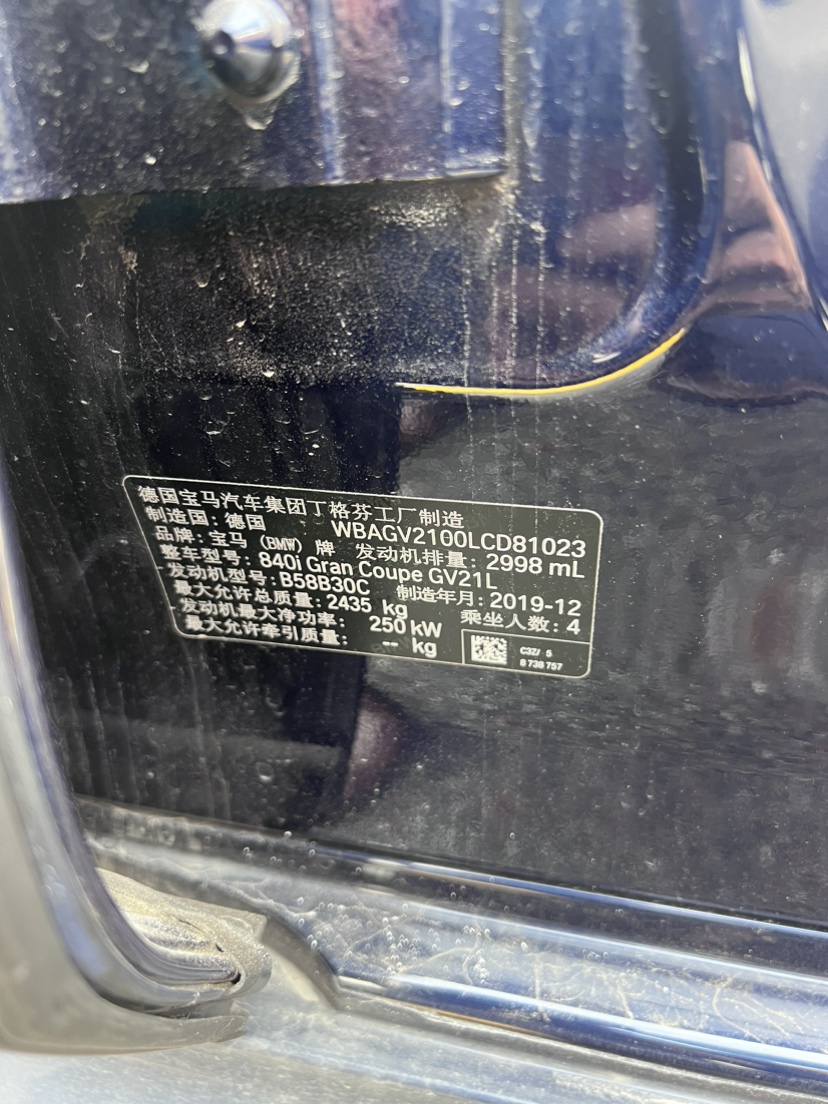 德国宝马汽车集团丁格芬工厂制造
制造国: 德国 WBAGV2100LCD81023
品牌: 宝马 (BMW) 牌 发动机排量: 2998 mL
整车型号: 840i Gran Coupe GV21L
发动机型号: B58B30C 制造年月: 2019-12
最大允许总质量: 2435 kg 乘坐人数: 4
发动机最大净功率: 250 kW
最大允许牵引质量: -- kg
5
8 738 757